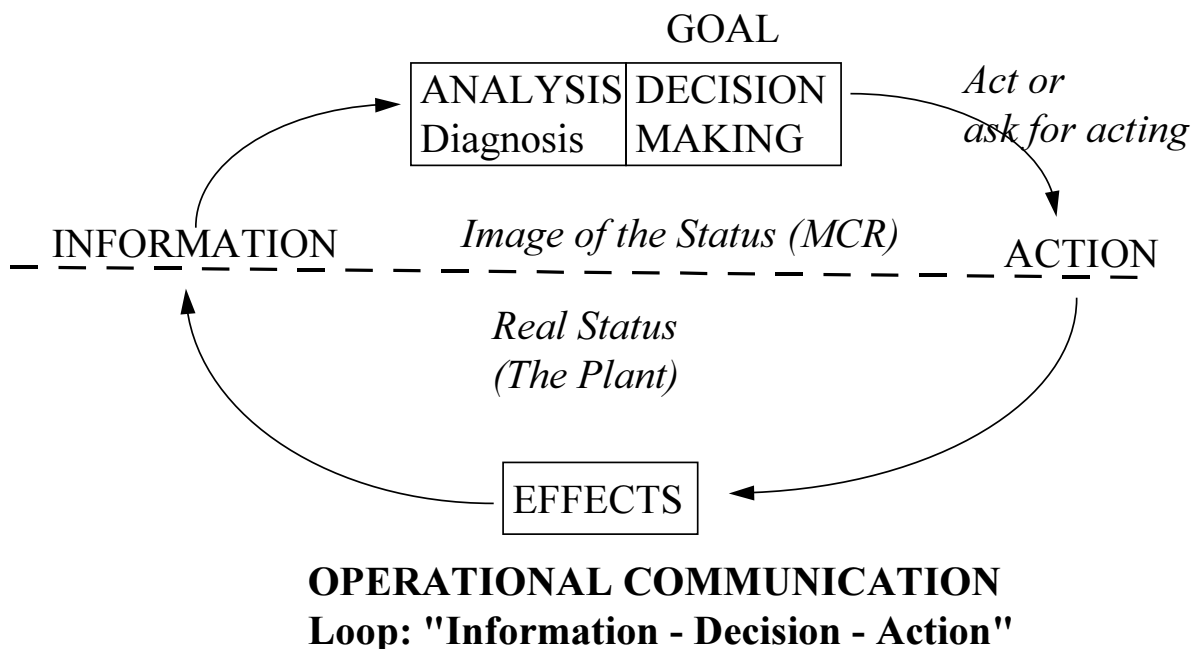 GOAL
ANALYSIS
Diagnosis
DECISION
MAKING
Act or
ask for acting
INFORMATION
Image of the Status (MCR)
ACTION
Real Status
(The Plant)
EFFECTS
OPERATIONAL COMMUNICATION
Loop: "Information - Decision - Action"